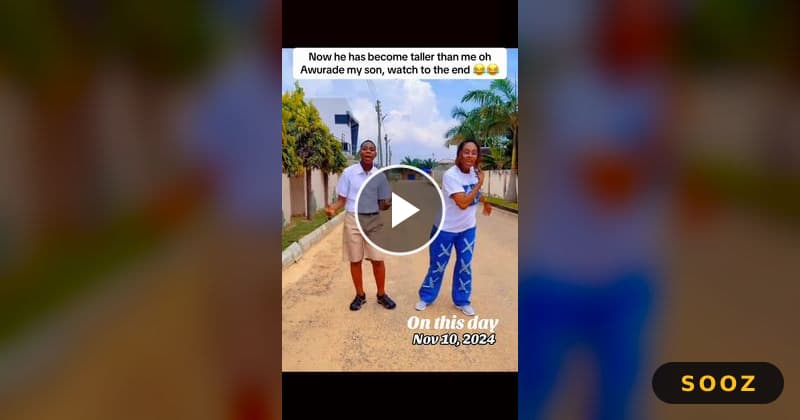 Now he has become taller than me oh
Awurade my son, watch to the end 😂😂
On this day
Nov 10, 2024
SOOZ